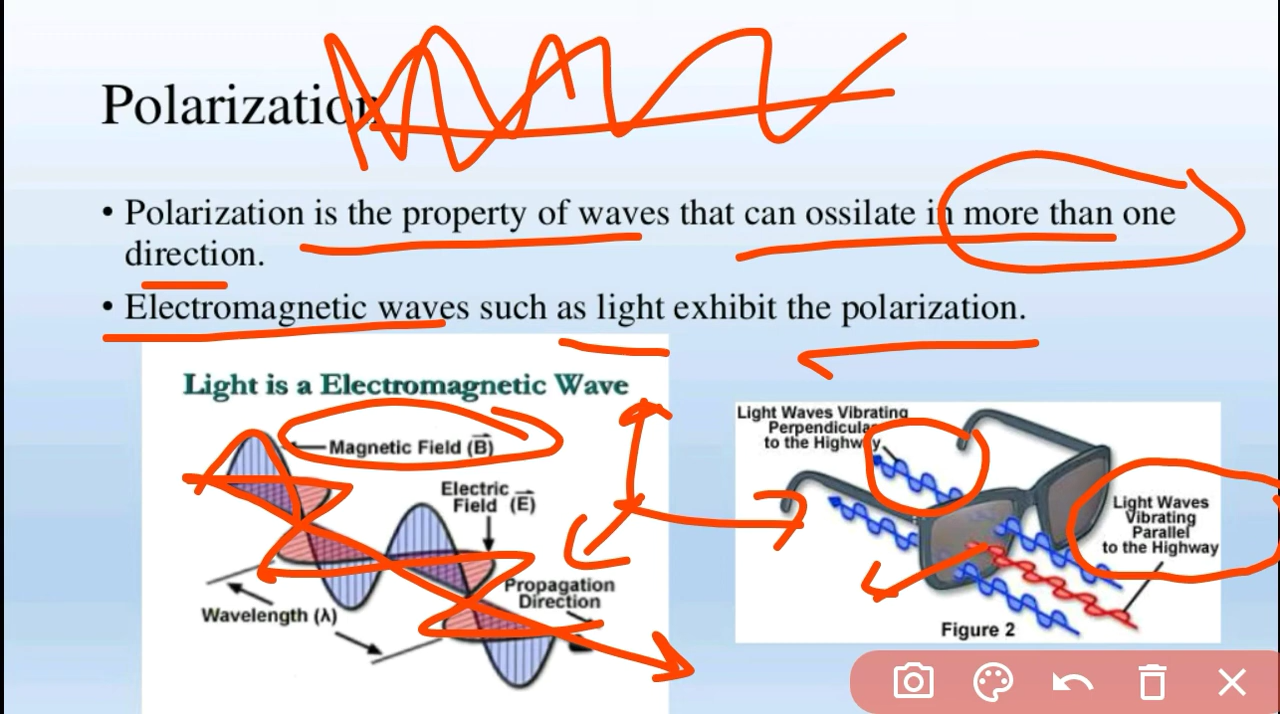 Polarization
• Polarization is the property of waves that can ossilate in more than one
direction.
• Electromagnetic waves such as light exhibit the polarization.
Light is a Electromagnetic Wave
Magnetic Field (B⃗)
Electric
Field (E⃗)
Propagation
Direction
Wavelength (λ)
Light Waves Vibrating
Perpendicular
to the Highway
Light Waves
Vibrating
Parallel
to the Highway
Figure 2